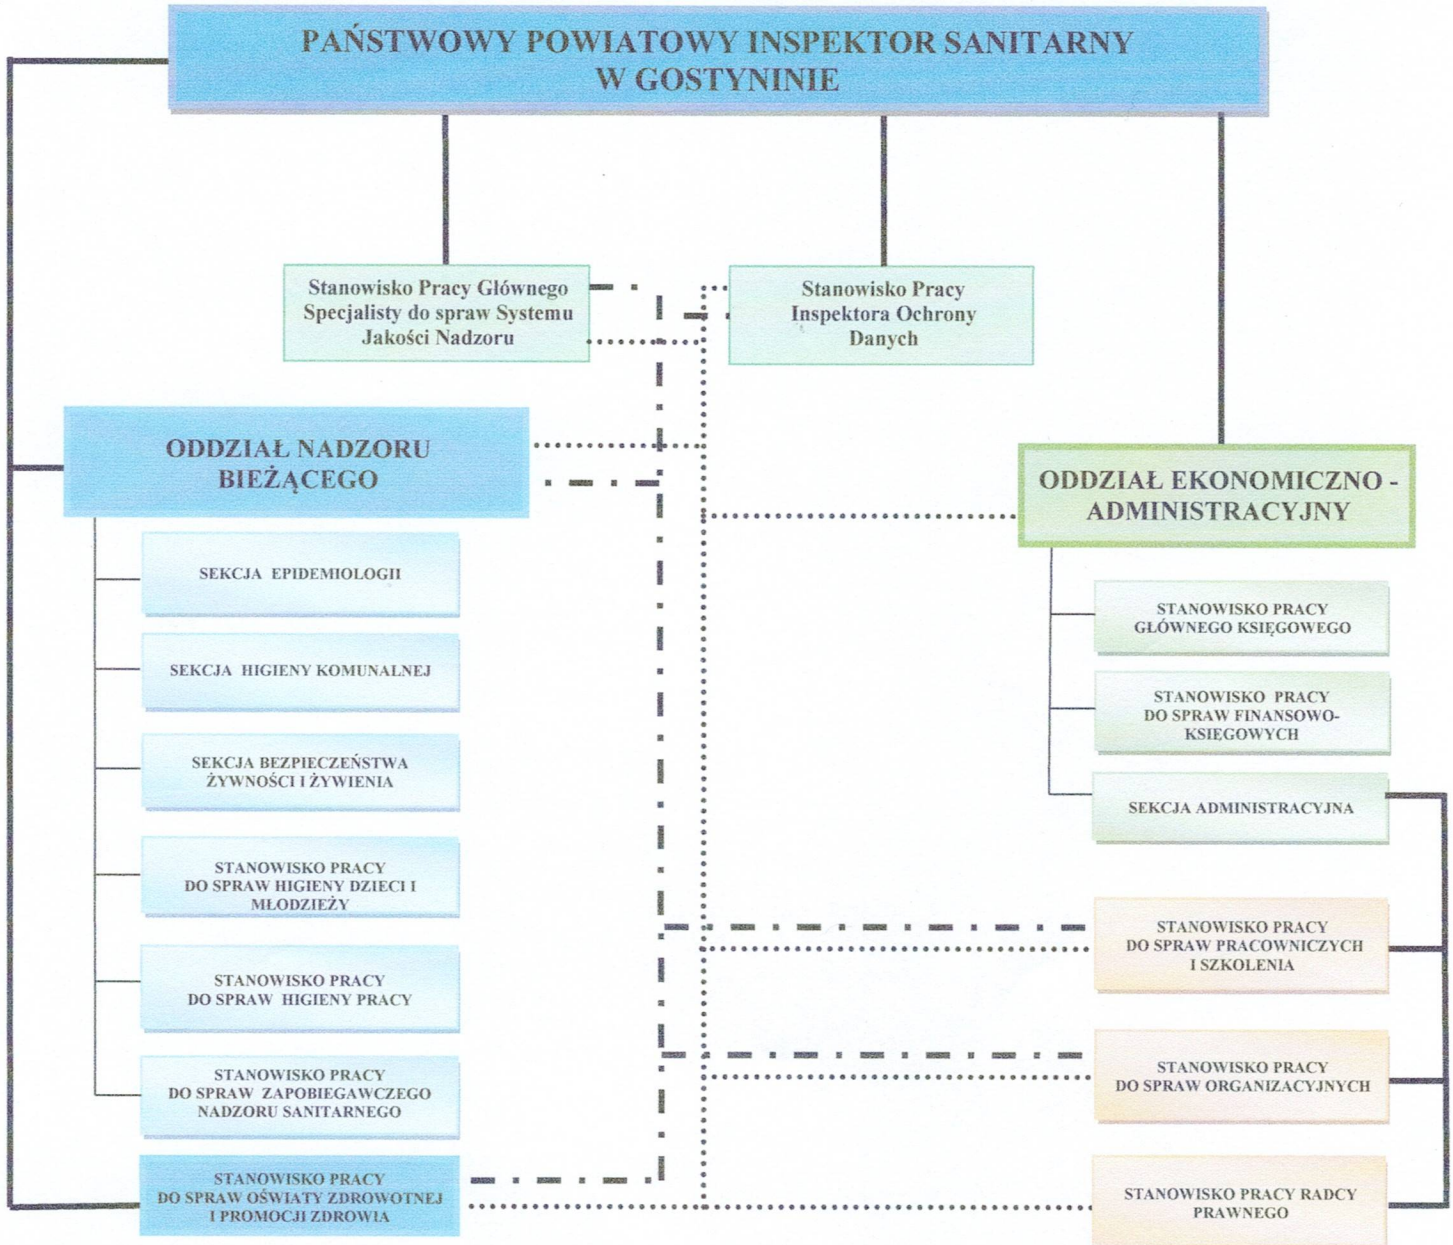 PAŃSTWOWY POWIATOWY INSPEKTOR SANITARNY
W GOSTYNINIE
Stanowisko Pracy Głównego
Specjalisty do spraw Systemu
Jakości Nadzoru
Stanowisko Pracy
Inspektora Ochrony
Danych
ODDZIAŁ NADZORU
BIEŻĄCEGO
SEKCJA EPIDEMIOLOGII
SEKCJA HIGIENY KOMUNALNEJ
SEKCJA BEZPIECZEŃSTWA
ŻYWNOŚCI I ŻYWIENIA
STANOWISKO PRACY
DO SPRAW HIGIENY DZIECI I
MŁODZIEŻY
STANOWISKO PRACY
DO SPRAW HIGIENY PRACY
STANOWISKO PRACY
DO SPRAW ZAPOBIEGAWCZEGO
NADZORU SANITARNEGO
STANOWISKO PRACY
DO SPRAW OŚWIATY ZDROWOTNEJ
I PROMOCJI ZDROWIA
ODDZIAŁ EKONOMICZNO -
ADMINISTRACYJNY
STANOWISKO PRACY
GŁÓWNEGO KSIĘGOWEGO
STANOWISKO PRACY
DO SPRAW FINANSOWO-
KSIĘGOWYCH
SEKCJA ADMINISTRACYJNA
STANOWISKO PRACY
DO SPRAW PRACOWNICZYCH
I SZKOLENIA
STANOWISKO PRACY
DO SPRAW ORGANIZACYJNYCH
STANOWISKO PRACY RADCY
PRAWNEGO